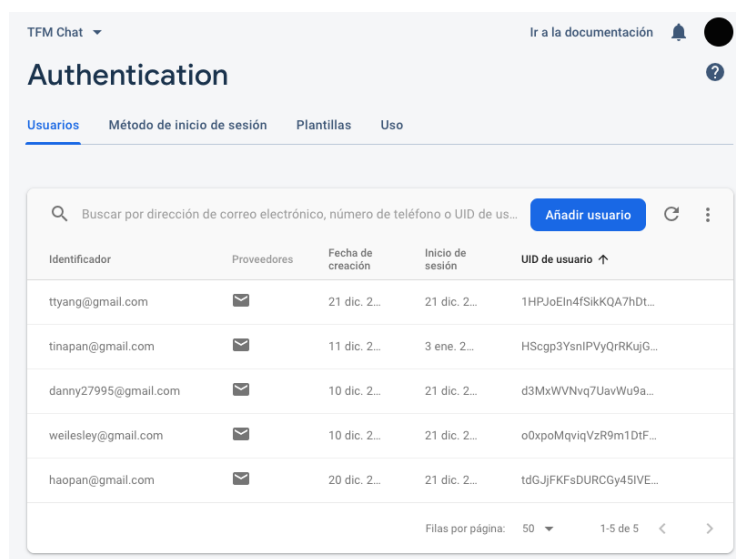 TFM Chat Ir a la documentación
Authentication
Usuarios Método de inicio de sesión Plantillas Uso
Buscar por dirección de correo electrónico, número de teléfono o UID de us... Añadir usuario
Identificador Proveedores Fecha de creación Inicio de sesión UID de usuario
ttyang@gmail.com 21 dic. 2... 21 dic. 2... 1HPJoEIn4fSikKQA7hDt...
tinapan@gmail.com 11 dic. 2... 3 ene. 2... HScgp3YsnIPVyQrRKujG...
danny27995@gmail.com 10 dic. 2... 21 dic. 2... d3MxWVNvq7UavWu9a...
weilesley@gmail.com 10 dic. 2... 21 dic. 2... o0xpoMqviqVzR9m1DtF...
haopan@gmail.com 20 dic. 2... 21 dic. 2... tdGJjFKFsDURCGy45IVE...
Filas por página: 50 1-5 de 5